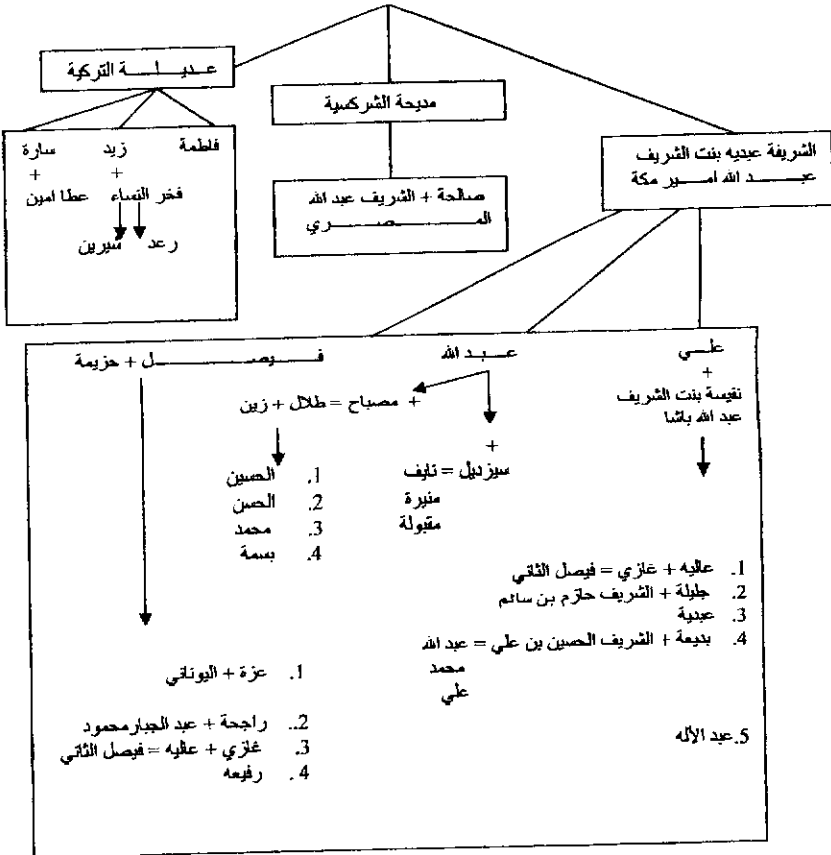 عديلة التركية
مديحة الشركسية
الشريفة عبديه بنت الشريف
عبد الله امير مكة
فاطمة
زيد
+
فخر النساء
رعد
شيرين
سارة
+
عطا امين
صالحة + الشريف عبد الله
المصري
علي
+
نفيسة بنت الشريف
عبد الله باشا
عبد الله
فيصل + حزيمة
+ مصباح = طلال + زين
+
سيزديل = نايف
منيرة
مقبولة
1. الحسين
2. الحسن
3. محمد
4. بسمة
1. عاليه + غازي = فيصل الثاني
2. جليلة + الشريف حازم بن سالم
3. عبدية
4. بديعة + الشريف الحسين بن علي = عبد الله
محمد
علي
5. عبد الأله
1. عزة + اليوناني
2.. راجحة + عبد الجبار محمود
3. غازي + عاليه = فيصل الثاني
4. رفيعه